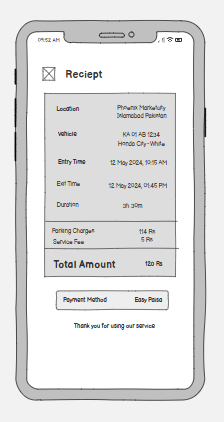 09:52 AM
Reciept
Location Phoenix Marketcity
Islamabad Pakistan
Vehicle KA 01 AB 1234
Honda City - White
Entry Time 12 May 2024, 10:15 AM
Exit Time 12 May 2024, 01:45 PM
Duration 3h 30m
Parking Charges 114 Rs
Service Fee 5 Rs
Total Amount 120 Rs
Payment Method Easy Paisa
Thank you for using our service